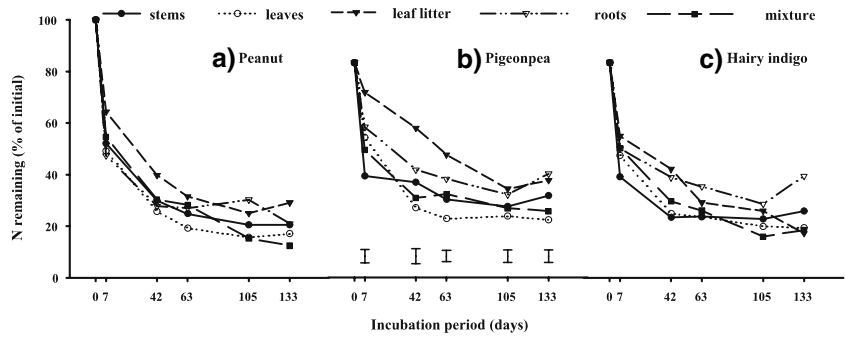 100 stems leaves leaf litter roots mixture
a) Peanut b) Pigeonpea c) Hairy indigo
80
60
40
20
0
N remaining (% of initial)
0 7 42 63 105 133 0 7 42 63 105 133 0 7 42 63 105 133
Incubation period (days)